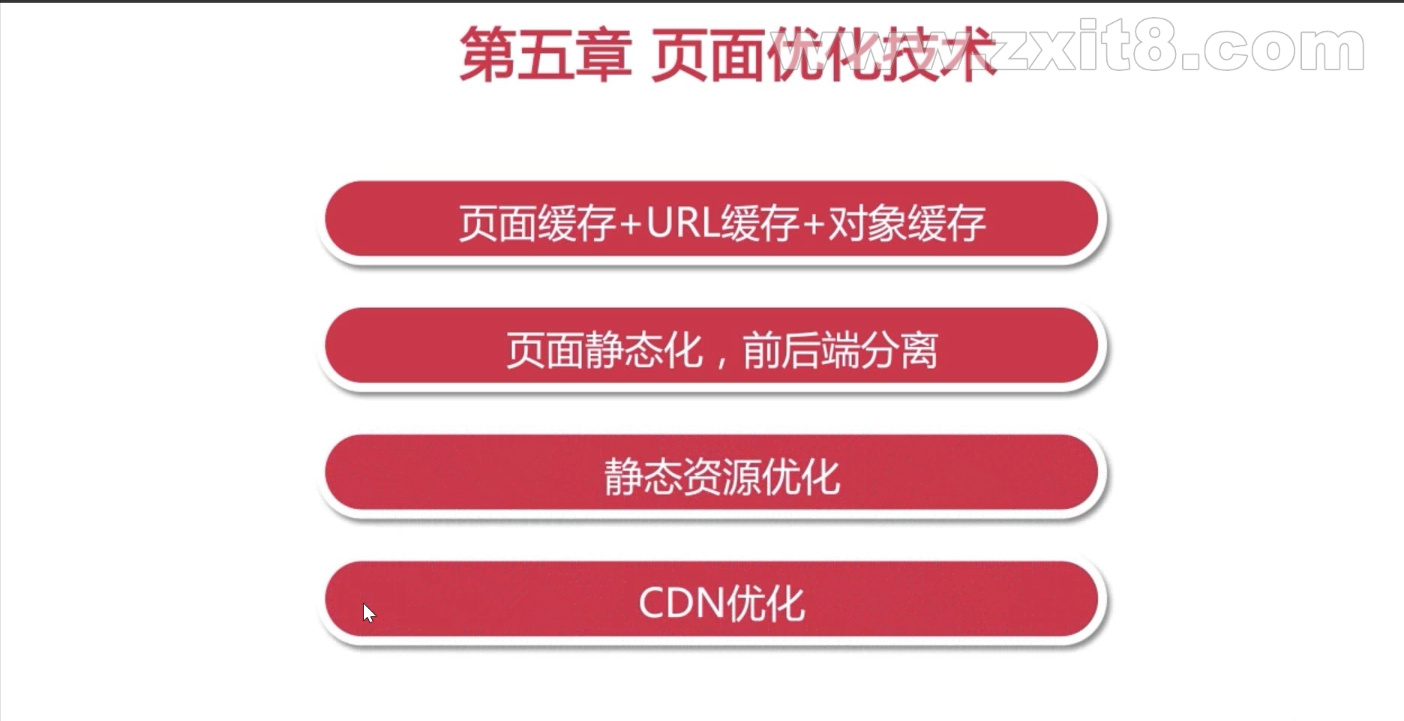 第五章 页面优化技术
www.zxit8.com
页面缓存+URL缓存+对象缓存
页面静态化，前后端分离
静态资源优化
CDN优化